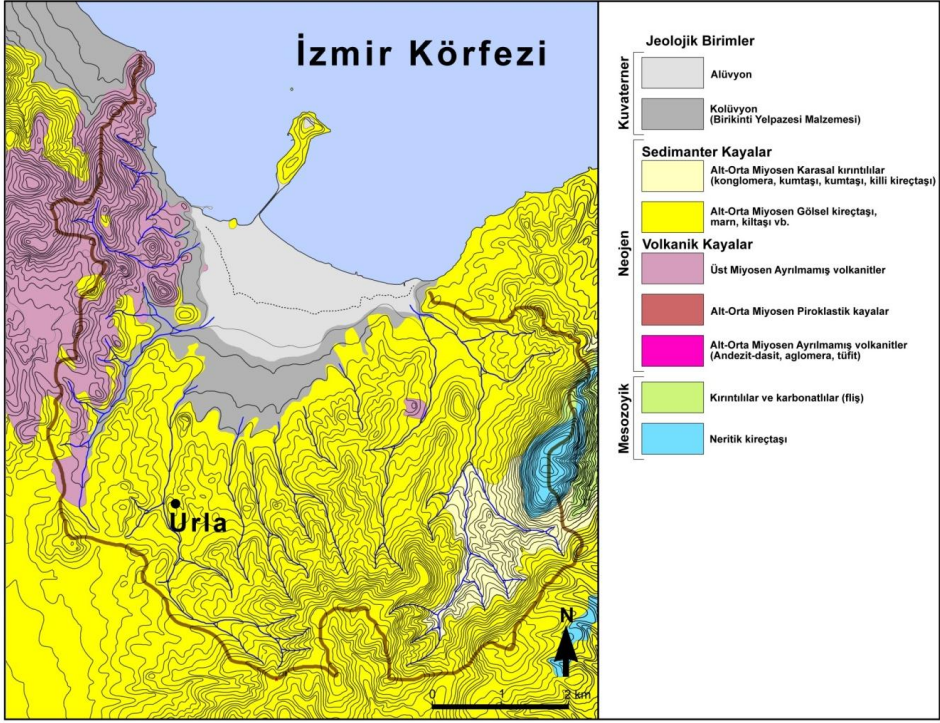 İzmir Körfezi
Urla
N
0 1 2 km
Jeolojik Birimler
Kuvaterner
Alüvyon
Kolüvyon
(Birikinti Yelpazesi Malzemesi)
Neojen
Sedimanter Kayalar
Alt-Orta Miyosen Karasal kırıntılılar
(konglomera, kumtaşı, kumtaşı, killi kireçtaşı)
Alt-Orta Miyosen Gölsel kireçtaşı,
marn, kiltaşı vb.
Volkanik Kayalar
Üst Miyosen Ayrılmamış volkanitler
Alt-Orta Miyosen Piroklastik kayalar
Alt-Orta Miyosen Ayrılmamış volkanitler
(Andezit-dasit, aglomera, tüfit)
Mesozoyik
Kırıntılılar ve karbonatlılar (fliş)
Neritik kireçtaşı